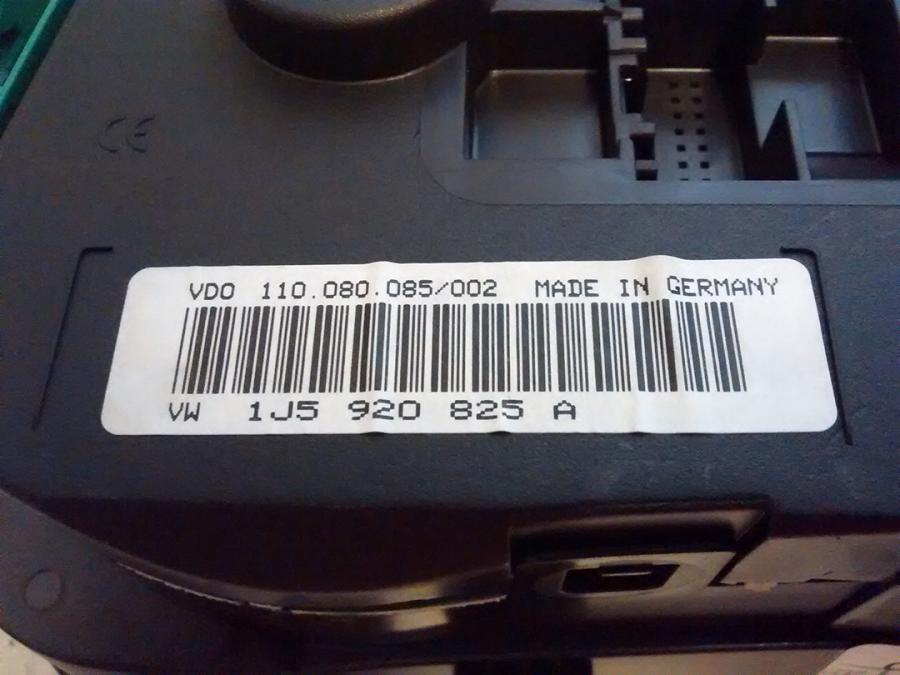 CE
VDO 110.080.085/002 MADE IN GERMANY
VW 1J5 920 825 A